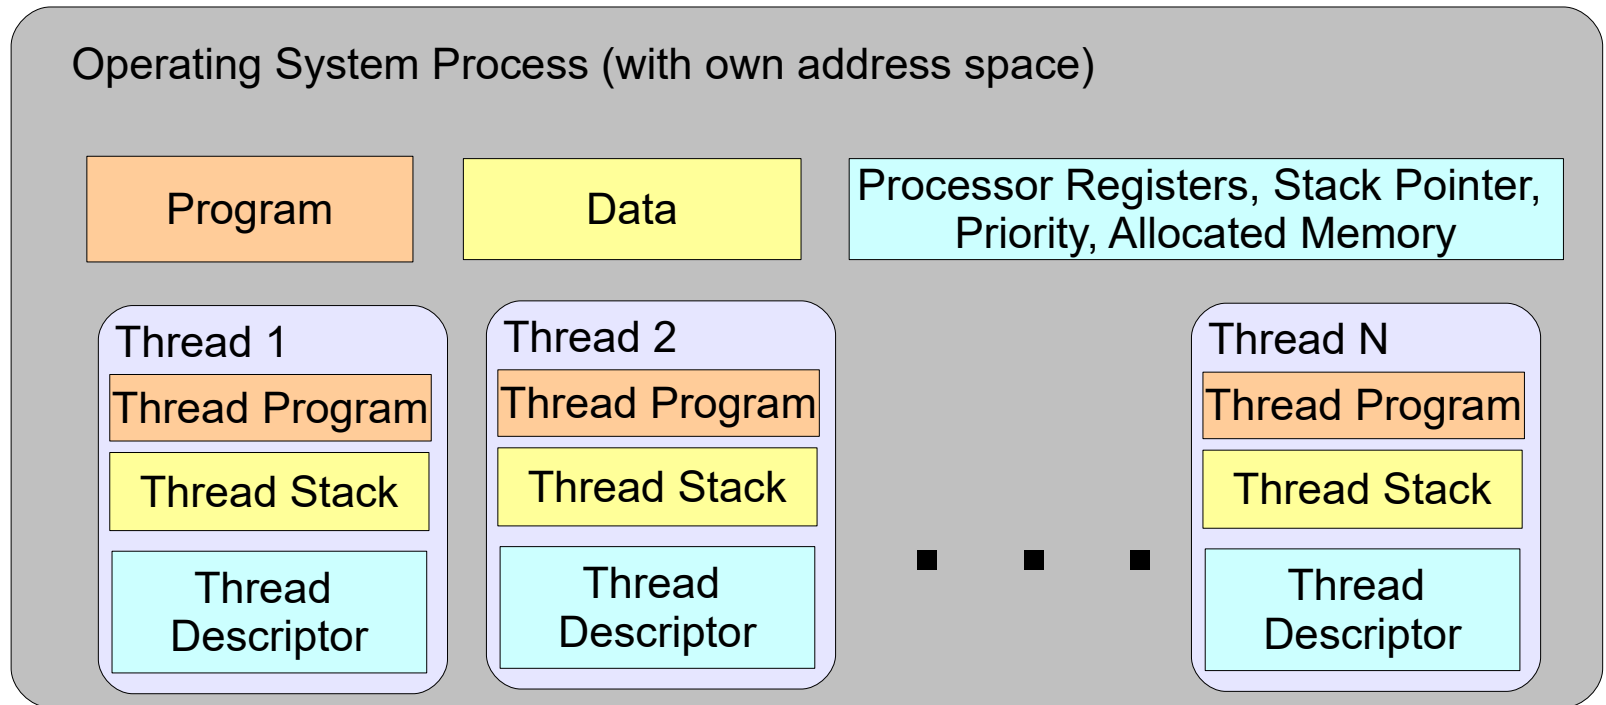 Operating System Process (with own address space)
Program
Data
Processor Registers, Stack Pointer,
Priority, Allocated Memory
Thread 1
Thread Program
Thread Stack
Thread
Descriptor
Thread 2
Thread Program
Thread Stack
Thread
Descriptor
Thread N
Thread Program
Thread Stack
Thread
Descriptor